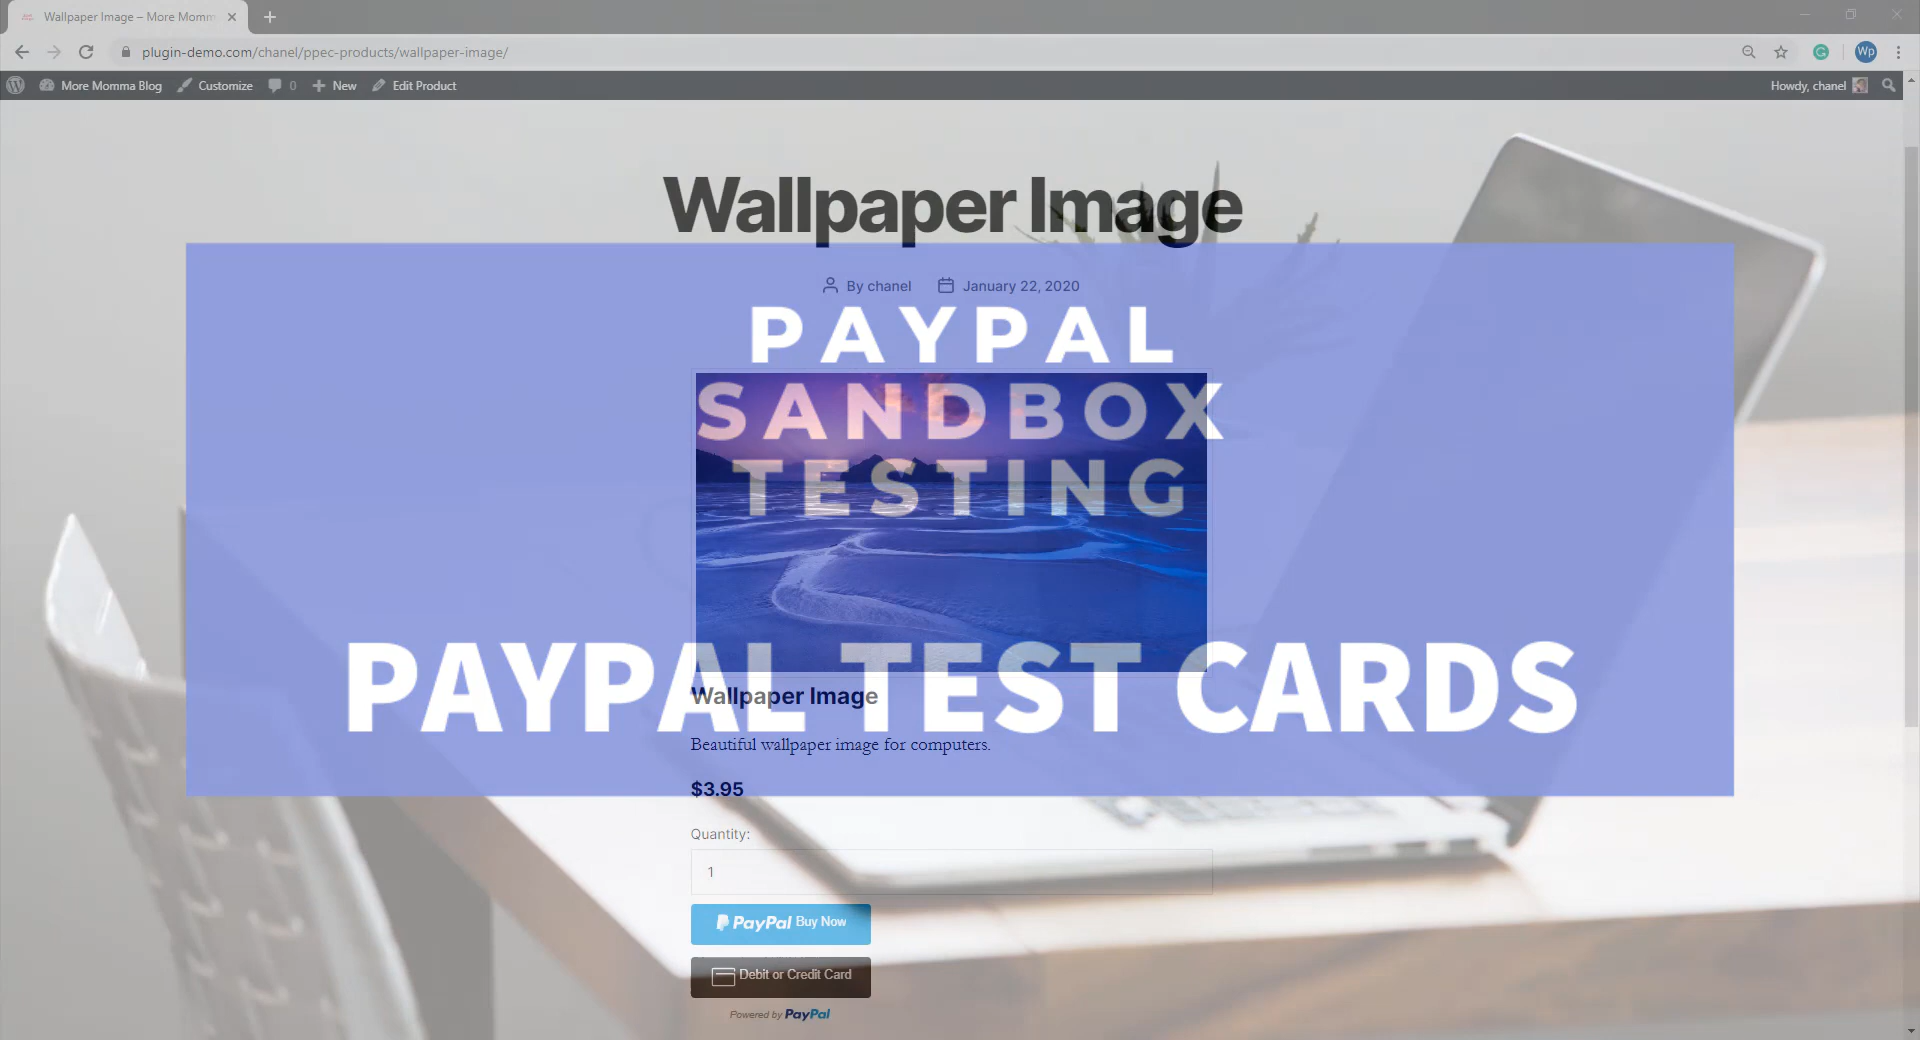 Wallpaper Image – More Momm
plugin-demo.com/chanel/ppec-products/wallpaper-image/
Wp
More Momma Blog
Customize
0
New
Edit Product
Howdy, chanel
Wallpaper Image
By chanel
January 22, 2020
PAYPAL
SANDBOX
TESTING
PAYPAL TEST CARDS
Wallpaper Image
Beautiful wallpaper image for computers.
$3.95
Quantity:
1
PayPal Buy Now
Debit or Credit Card
Powered by PayPal